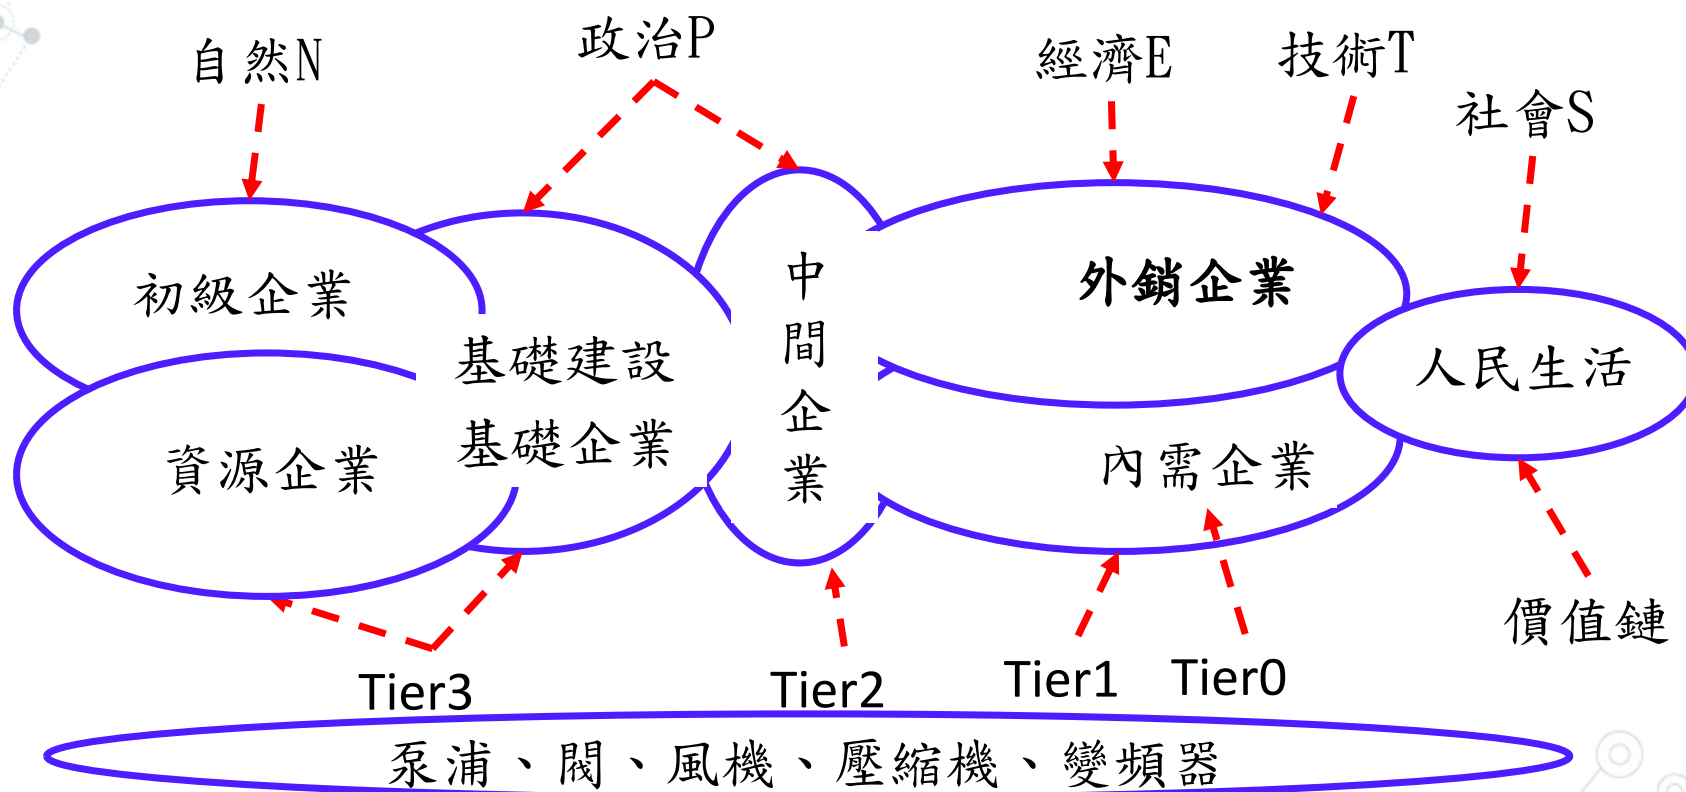 自然N
政治P
經濟E
技術T
社會S
初級企業
資源企業
基礎建設
基礎企業
中間企業
外銷企業
內需企業
人民生活
價值鏈
Tier3
Tier2
Tier1
Tier0
泵浦、閥、風機、壓縮機、變頻器